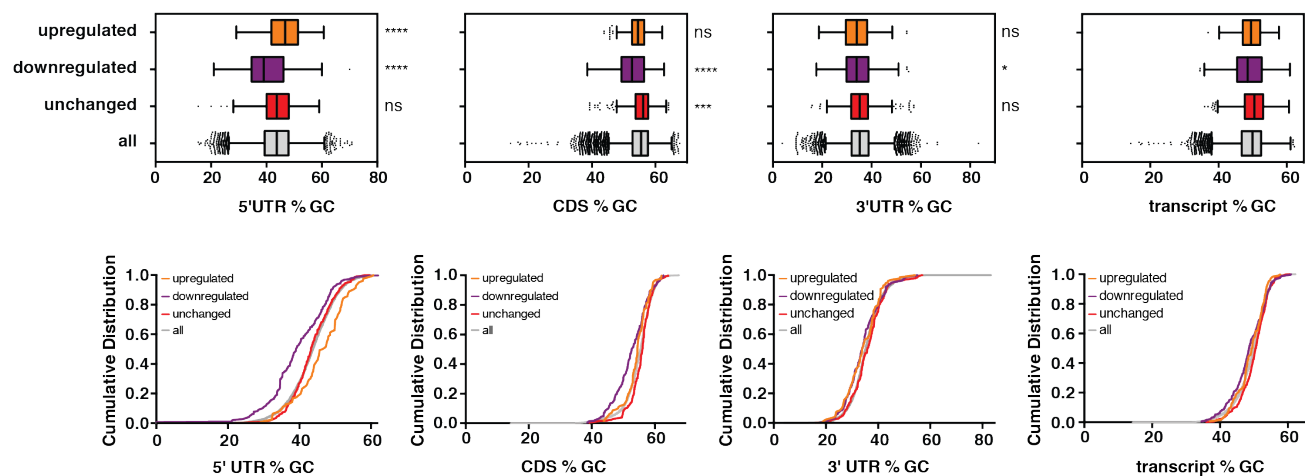 upregulated
downregulated
unchanged
all
****
****
ns
0 20 40 60 80
5'UTR % GC
ns
****
***
0 20 40 60
CDS % GC
ns
*
ns
0 20 40 60 80
3'UTR % GC
0 20 40 60
transcript % GC
Cumulative Distribution
1.0
0.8
0.6
0.4
0.2
0.0
upregulated
downregulated
unchanged
all
0 20 40 60
5' UTR % GC
Cumulative Distribution
1.0
0.8
0.6
0.4
0.2
0.0
upregulated
downregulated
unchanged
all
0 20 40 60
CDS % GC
Cumulative Distribution
1.0
0.8
0.6
0.4
0.2
0.0
upregulated
downregulated
unchanged
all
0 20 40 60 80
3' UTR % GC
Cumulative Distribution
1.0
0.8
0.6
0.4
0.2
0.0
upregulated
downregulated
unchanged
all
0 20 40 60
transcript % GC